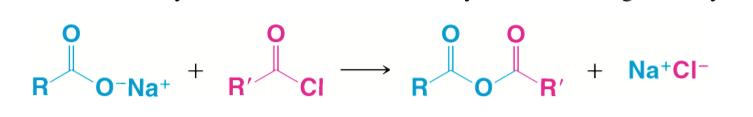 O O O O
R O⁻Na⁺ + R′ Cl ⟶ R O R′ + Na⁺Cl⁻